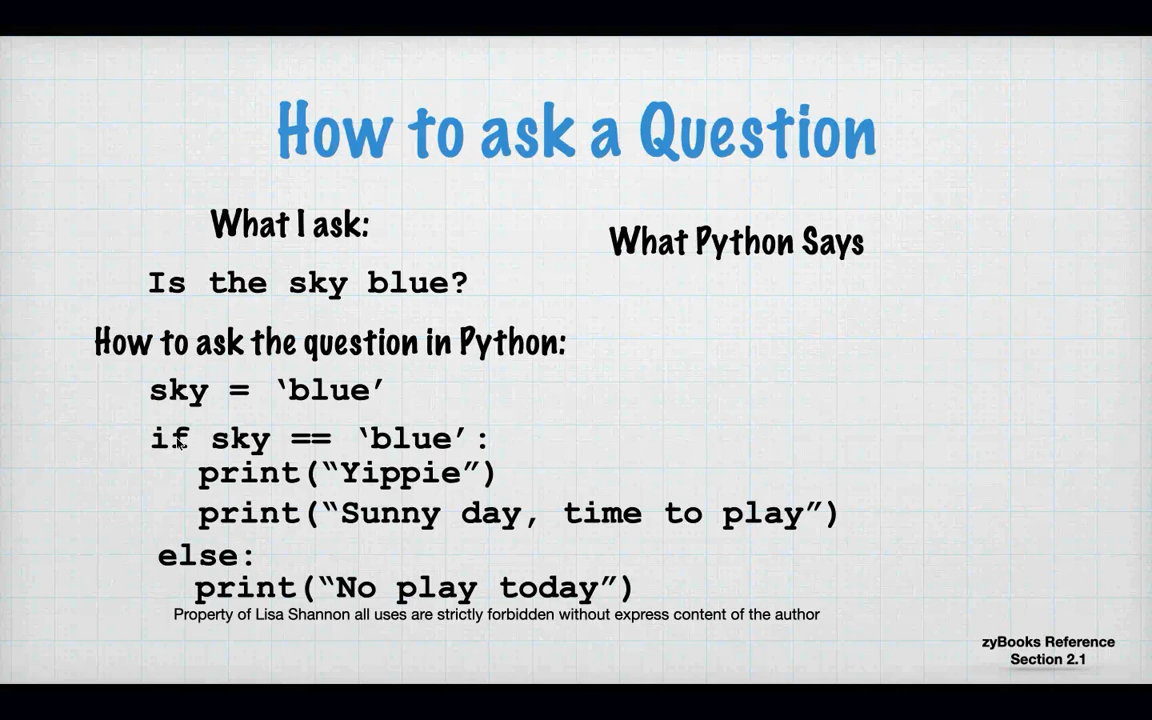 How to ask a Question
What I ask:
What Python Says
Is the sky blue?
How to ask the question in Python:
sky = ‘blue’
if sky == ‘blue’:
print(“Yippie”)
print(“Sunny day, time to play”)
else:
print(“No play today”)
Property of Lisa Shannon all uses are strictly forbidden without express content of the author
zyBooks Reference
Section 2.1